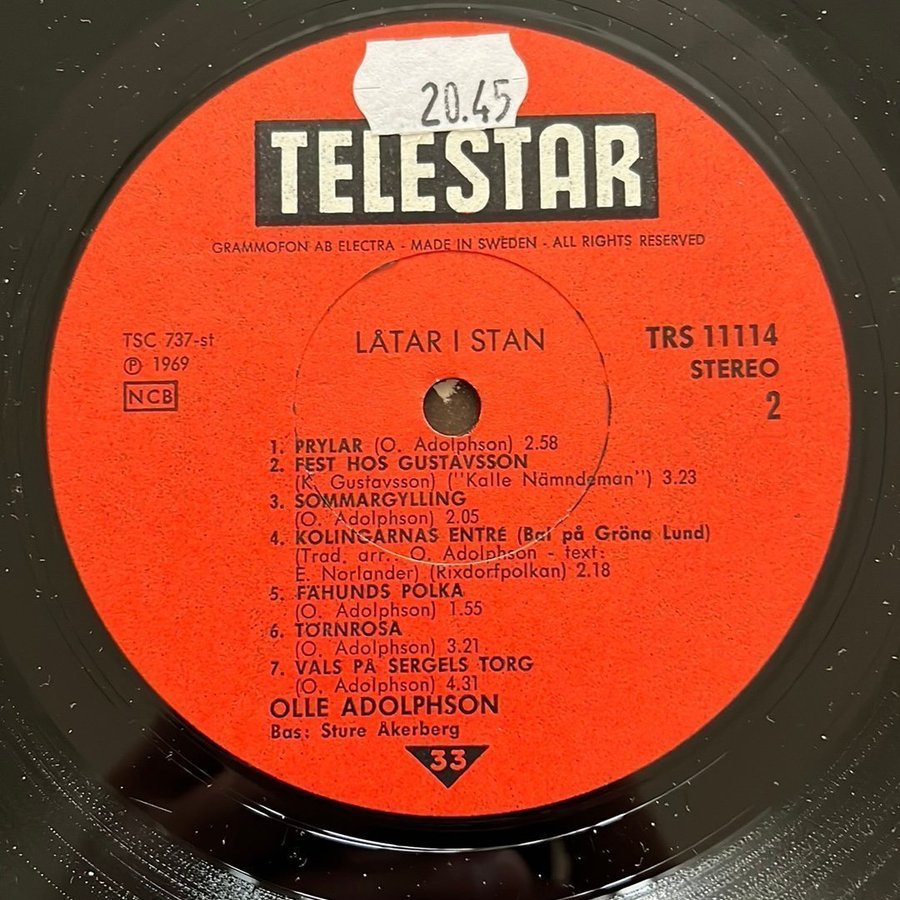 20.45
TELESTAR
GRAMMOFON AB ELECTRA - MADE IN SWEDEN - ALL RIGHTS RESERVED
LÅTAR I STAN
TSC 737-st
℗ 1969
NCB
TRS 11114
STEREO
2
1. PRYLAR (O. Adolphson) 2.58
2. FEST HOS GUSTAVSSON
(K. Gustavsson) ("Kalle Nämndeman") 3.23
3. SOMMARGYLLING
(O. Adolphson) 2.05
4. KOLINGARNAS ENTRÉ (Bal på Gröna Lund)
(Trad. arr.: O. Adolphson - text:
E. Norlander) (Rixdorfpolkan) 2.18
5. FÄHUNDS POLKA
(O. Adolphson) 1.55
6. TÖRNROSA
(O. Adolphson) 3.21
7. VALS PÅ SERGELS TORG
(O. Adolphson) 4.31
OLLE ADOLPHSON
Bas: Sture Åkerberg
33